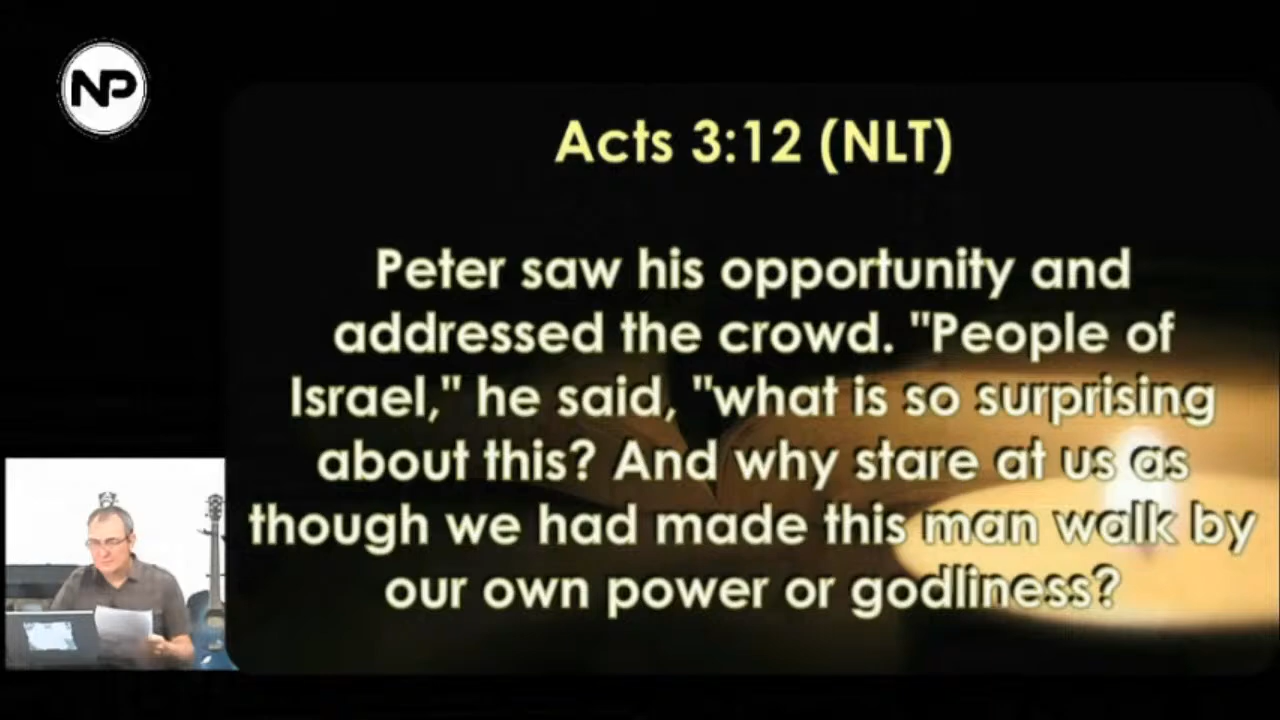 NP
Acts 3:12 (NLT)
Peter saw his opportunity and
addressed the crowd. "People of
Israel," he said, "what is so surprising
about this? And why stare at us as
though we had made this man walk by
our own power or godliness?